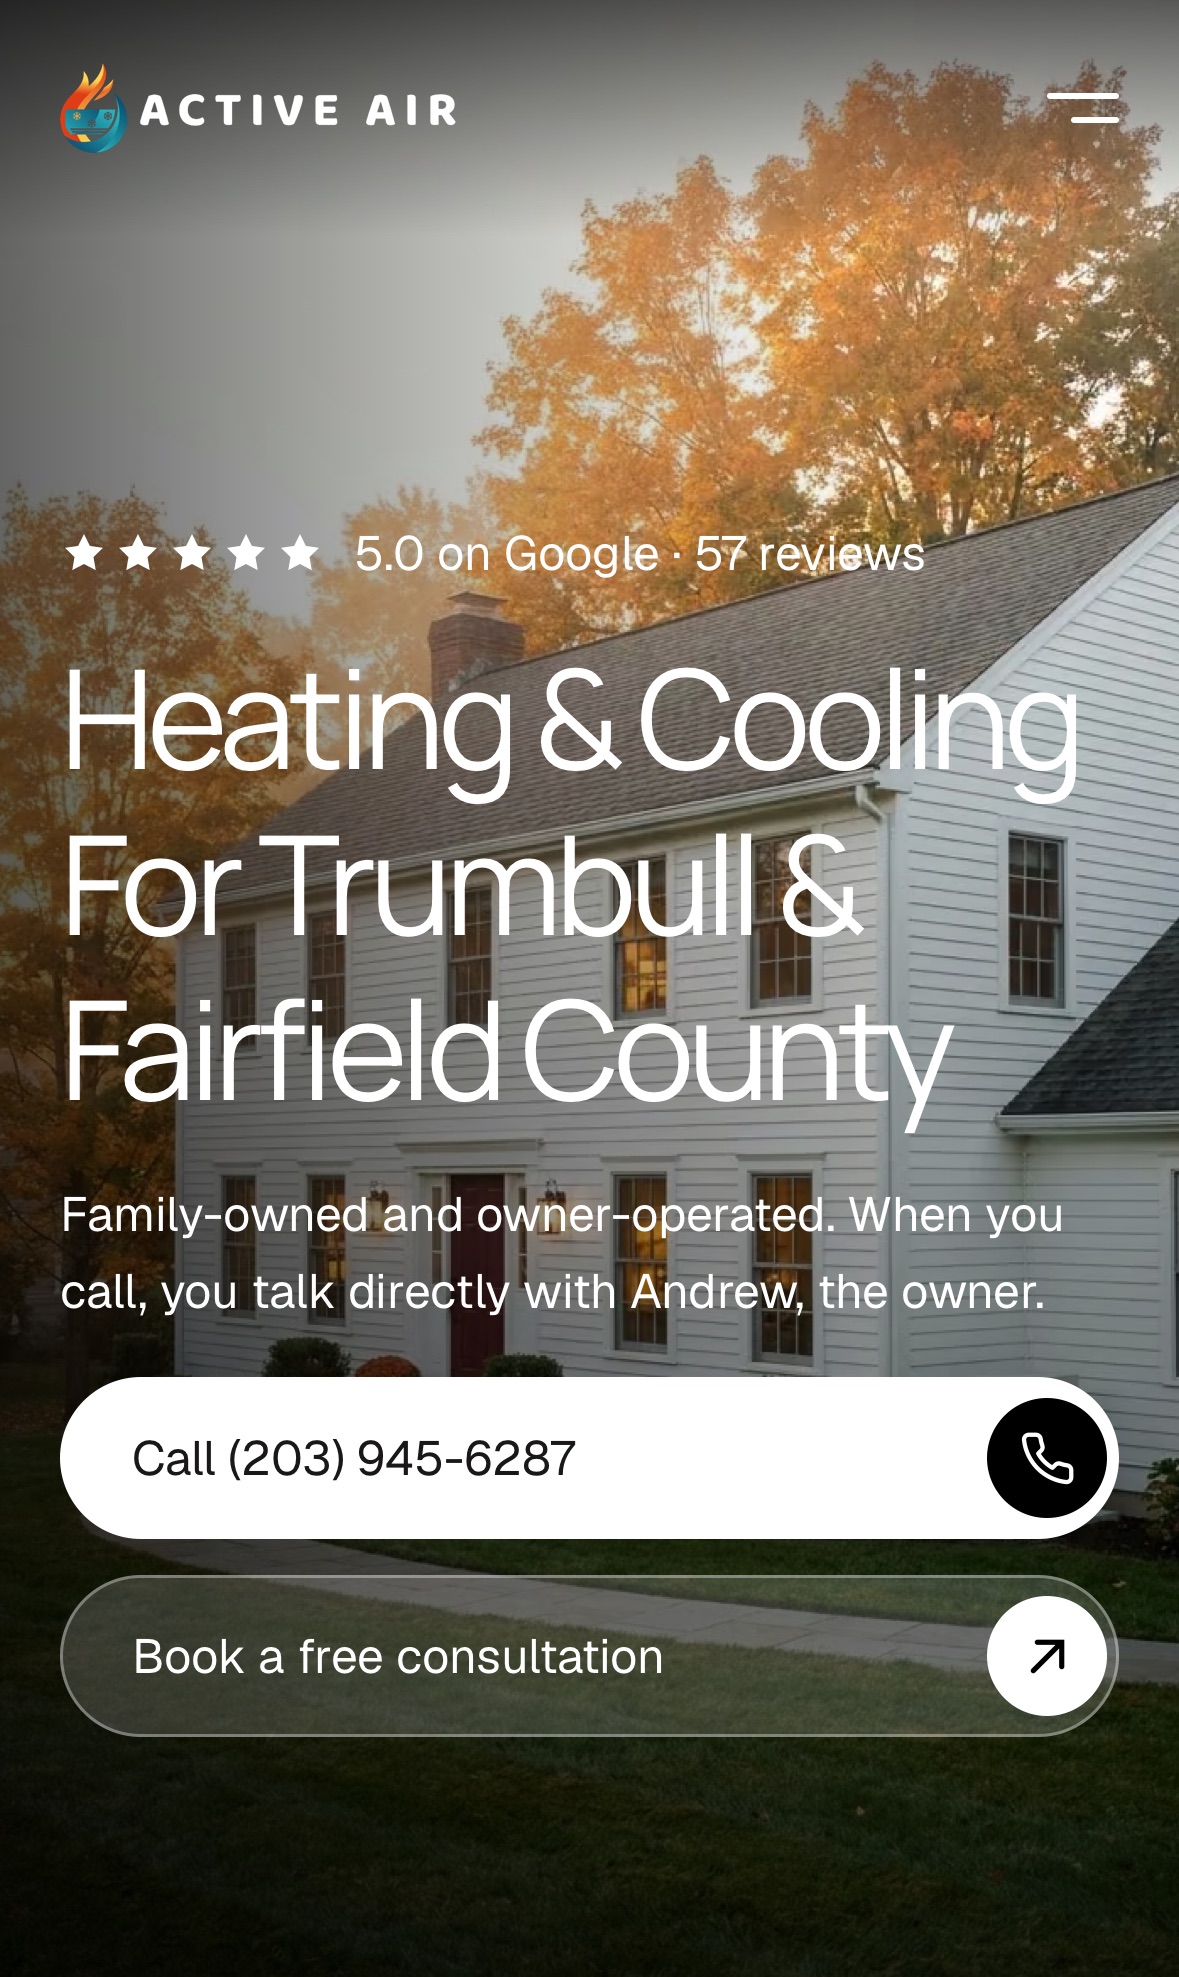 ACTIVE AIR
5.0 on Google · 57 reviews
Heating & Cooling
For Trumbull &
Fairfield County
Family-owned and owner-operated. When you
call, you talk directly with Andrew, the owner.
Call (203) 945-6287
Book a free consultation